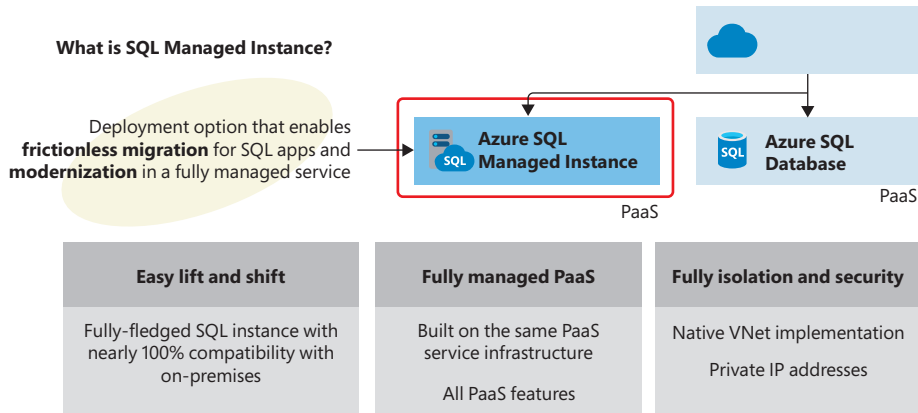 What is SQL Managed Instance?
Deployment option that enables
frictionless migration for SQL apps and
modernization in a fully managed service
SQL
Azure SQL
Managed Instance
PaaS
SQL
Azure SQL
Database
PaaS
Easy lift and shift
Fully-fledged SQL instance with
nearly 100% compatibility with
on-premises
Fully managed PaaS
Built on the same PaaS
service infrastructure
All PaaS features
Fully isolation and security
Native VNet implementation
Private IP addresses